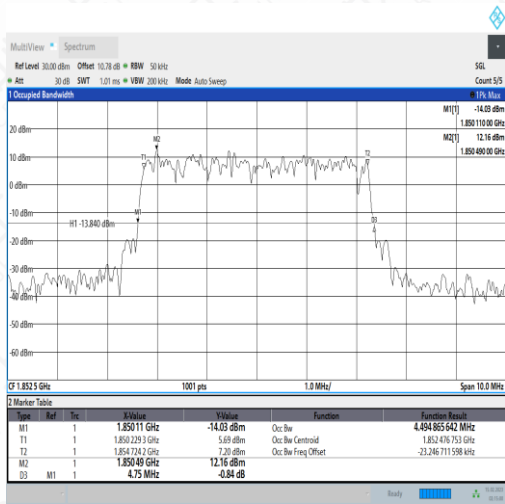 MultiView Spectrum
Ref Level 30.00 dBm Offset 10.78 dB RBW 50 kHz SGL
Att 30 dB SWT 1.01 ms VBW 200 kHz Mode Auto Sweep Count 5/5
1 Occupied Bandwidth 1Pk Max
M1[1] -14.03 dBm
1.850 110 00 GHz
M2[1] 12.16 dBm
1.850 490 00 GHz
20 dBm
M2
T1
T2
10 dBm
0 dBm
-10 dBm
M1
H1 -13.840 dBm
D3
-20 dBm
-30 dBm
-40 dBm
-50 dBm
-60 dBm
CF 1.852 5 GHz 1001 pts 1.0 MHz/ Span 10.0 MHz
2 Marker Table
Type Ref Trc X-Value Y-Value Function Function Result
M1 1 1.850 11 GHz -14.03 dBm Occ Bw 4.494 865 642 MHz
T1 1 1.850 229 3 GHz 5.69 dBm Occ Bw Centroid 1.852 476 753 GHz
T2 1 1.854 724 2 GHz 7.20 dBm Occ Bw Freq Offset -23.246 711 598 kHz
M2 1 1.850 49 GHz 12.16 dBm
D3 M1 1 4.75 MHz -0.84 dB
Ready